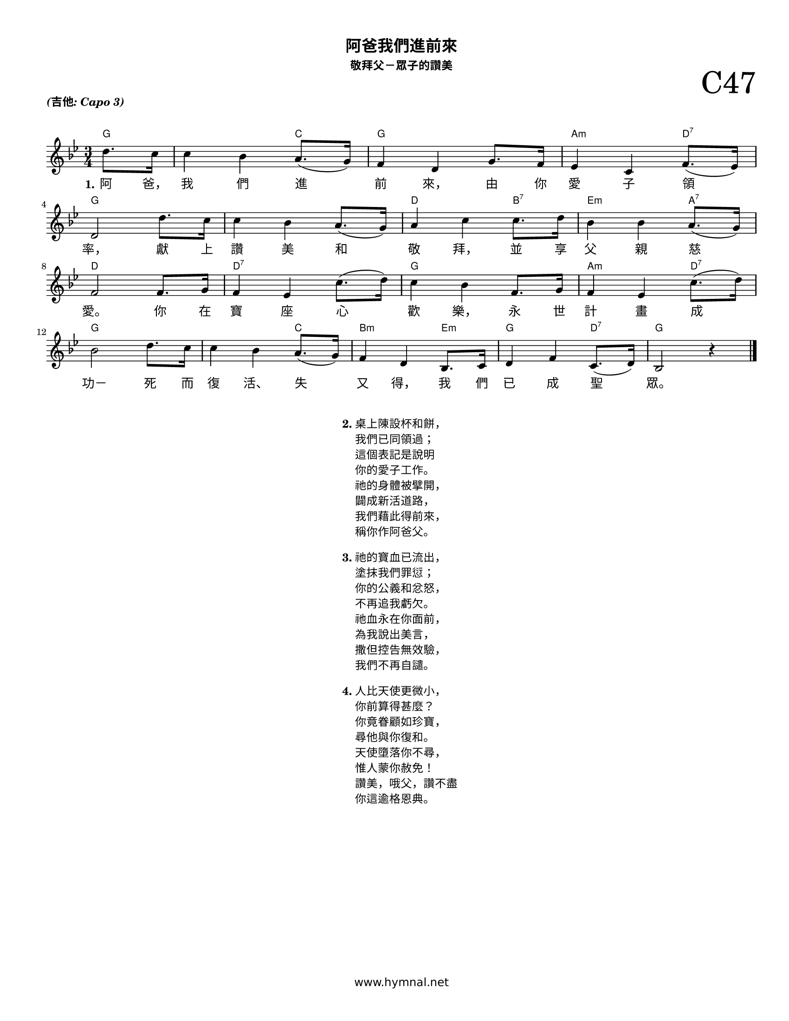 阿爸我們進前來
敬拜父－眾子的讚美
C47
(吉他: Capo 3)
G C G Am D7
1. 阿 爸， 我 們 進 前 來， 由 你 愛 子 領
4 G D B7 Em A7
率， 獻 上 讚 美 和 敬 拜， 並 享 父 親 慈
8 D D7 G Am D7
愛。 你 在 寶 座 心 歡 樂， 永 世 計 畫 成
12 G C Bm Em G D7 G
功－ 死 而 復 活、 失 又 得， 我 們 已 成 聖 眾。
2. 桌上陳設杯和餅，
我們已同領過；
這個表記是說明
你的愛子工作。
祂的身體被擘開，
闢成新活道路，
我們藉此得前來，
稱你作阿爸父。
3. 祂的寶血已流出，
塗抹我們罪愆；
你的公義和忿怒，
不再追我虧欠。
祂血永在你面前，
為我說出美言，
撒但控告無效驗，
我們不再自譴。
4. 人比天使更微小，
你前算得甚麼？
你竟眷顧如珍寶，
尋他與你復和。
天使墮落你不尋，
惟人蒙你赦免！
讚美，哦父，讚不盡
你這逾格恩典。
www.hymnal.net